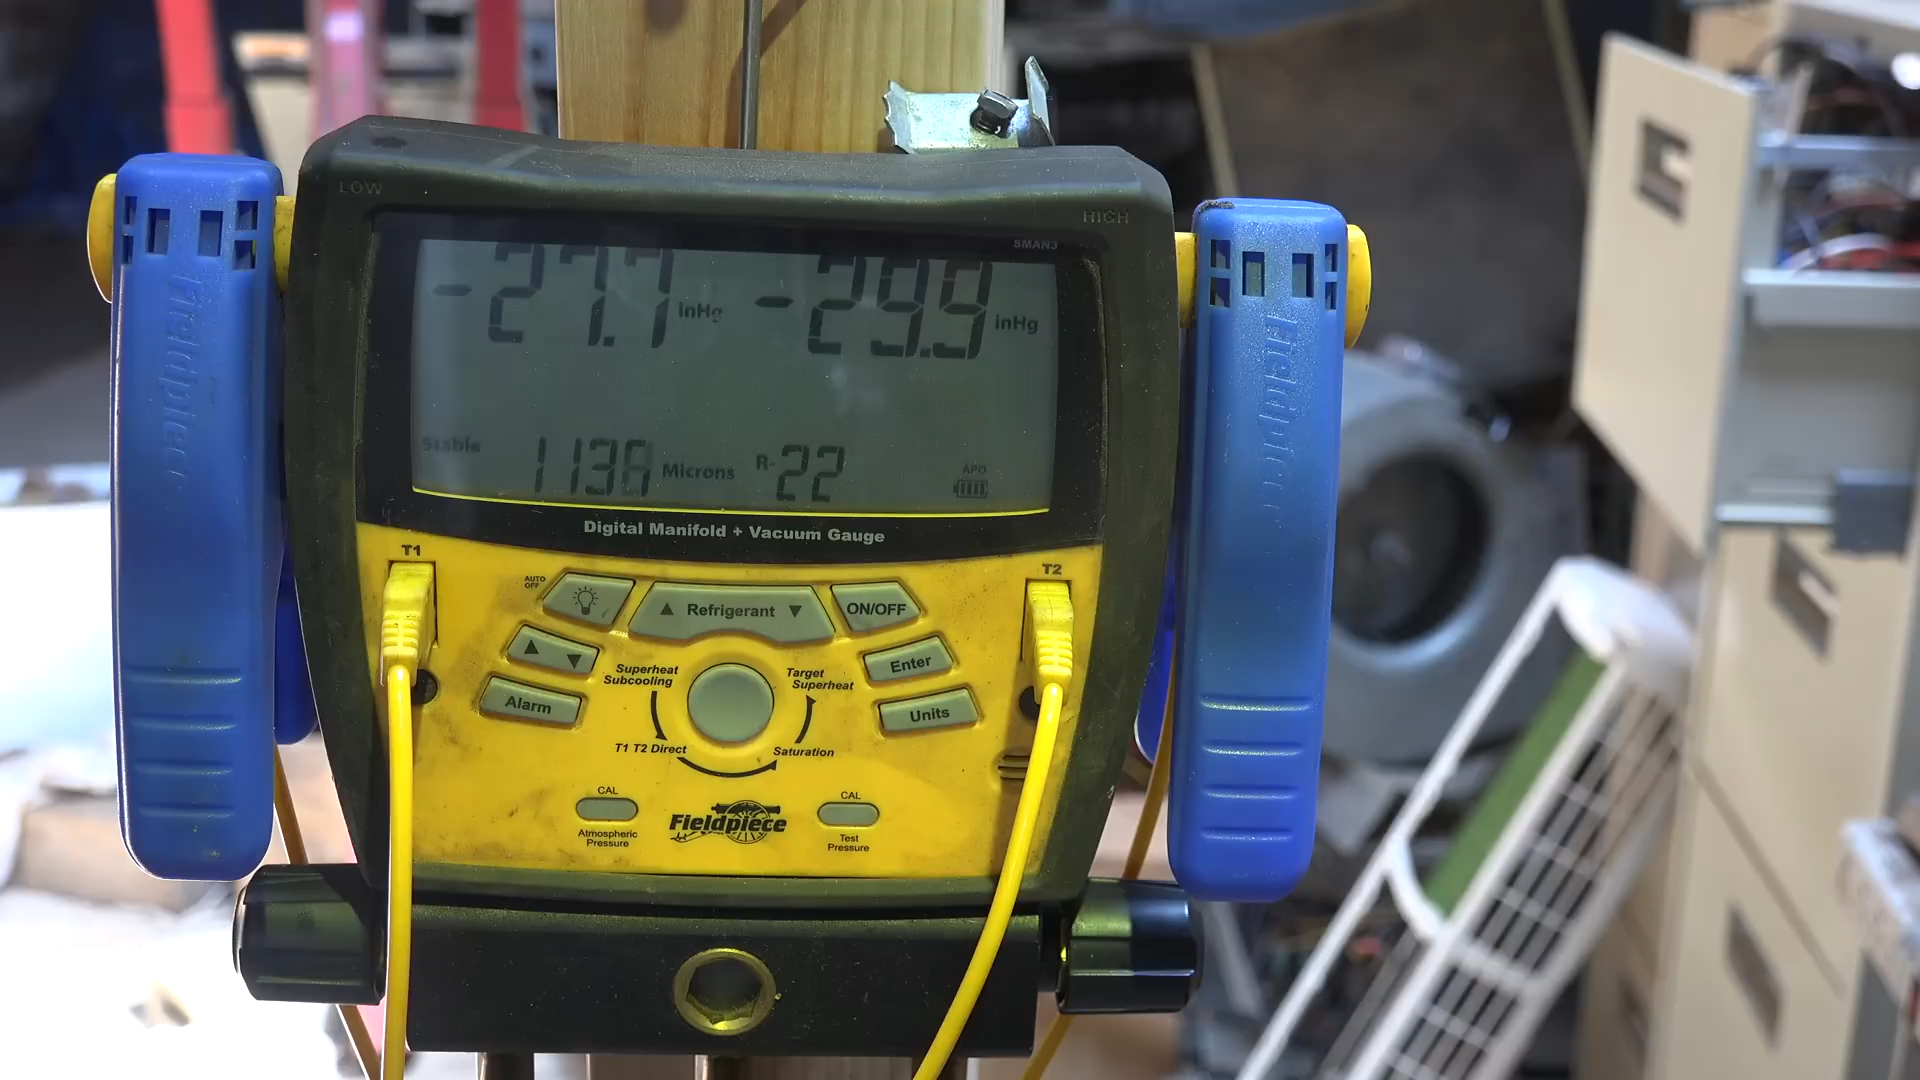 LOW
HIGH
SMAN3
-27.7 inHg -29.9 inHg
Stable 1136 Microns R-22
APO
Digital Manifold + Vacuum Gauge
T1
T2
AUTO OFF
▲ Refrigerant ▼
ON/OFF
▲ ▼
Enter
Alarm
Units
Superheat
Subcooling
Target
Superheat
T1 T2 Direct
Saturation
CAL
Atmospheric
Pressure
Fieldpiece
CAL
Test
Pressure
Fieldpiece
Fieldpiece